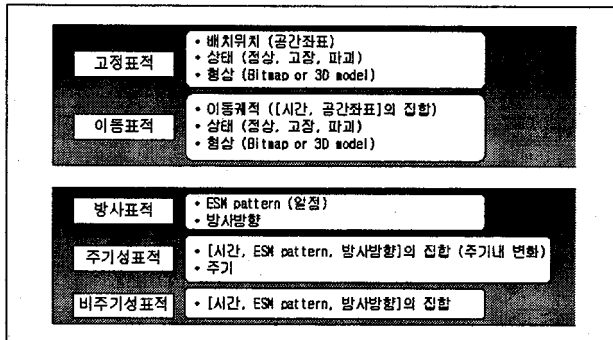 고정표적
• 배치위치 (공간좌표)
• 상태 (정상, 고장, 파괴)
• 형상 (Bitmap or 3D model)
이동표적
• 이동궤적 ([시간, 공간좌표]의 집합)
• 상태 (정상, 고장, 파괴)
• 형상 (Bitmap or 3D model)
방사표적
• ESM pattern (일정)
• 방사방향
주기성표적
• [시간, ESM pattern, 방사방향]의 집합 (주기내 변화)
• 주기
비주기성표적
• [시간, ESM pattern, 방사방향]의 집합